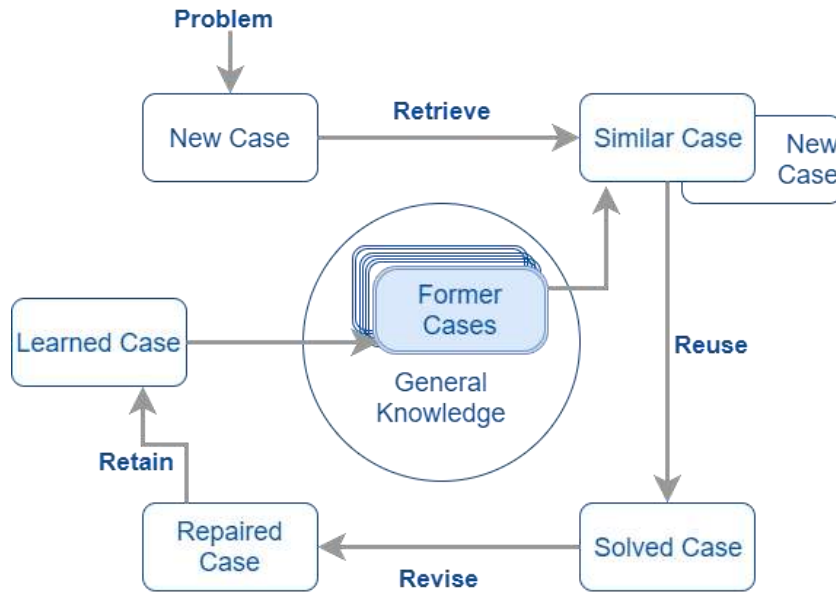 Problem
New Case
Retrieve
Similar Case
New
Case
Former
Cases
General
Knowledge
Learned Case
Reuse
Retain
Repaired
Case
Revise
Solved Case